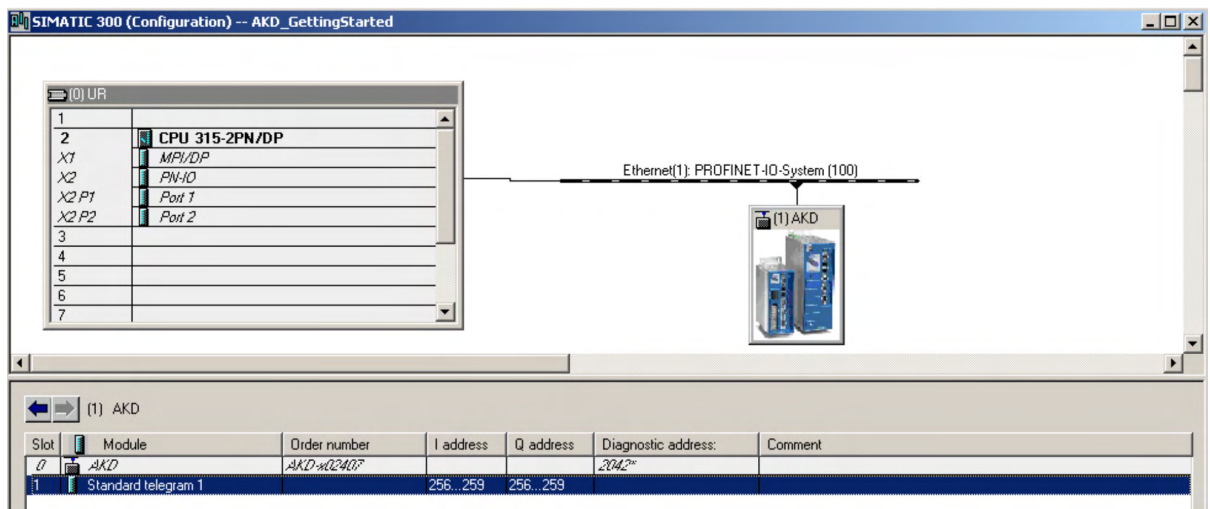 SIMATIC 300 (Configuration) -- AKD_GettingStarted
(0) UR
1
2 CPU 315-2PN/DP
X1 MPI/DP
X2 PN-IO
X2 P1 Port 1
X2 P2 Port 2
3
4
5
6
7
Ethernet(1): PROFINET-IO-System (100)
(1) AKD
(1) AKD
Slot Module Order number I address Q address Diagnostic address: Comment
0 AKD AKD-x02407 2042*
1 Standard telegram 1 256...259 256...259